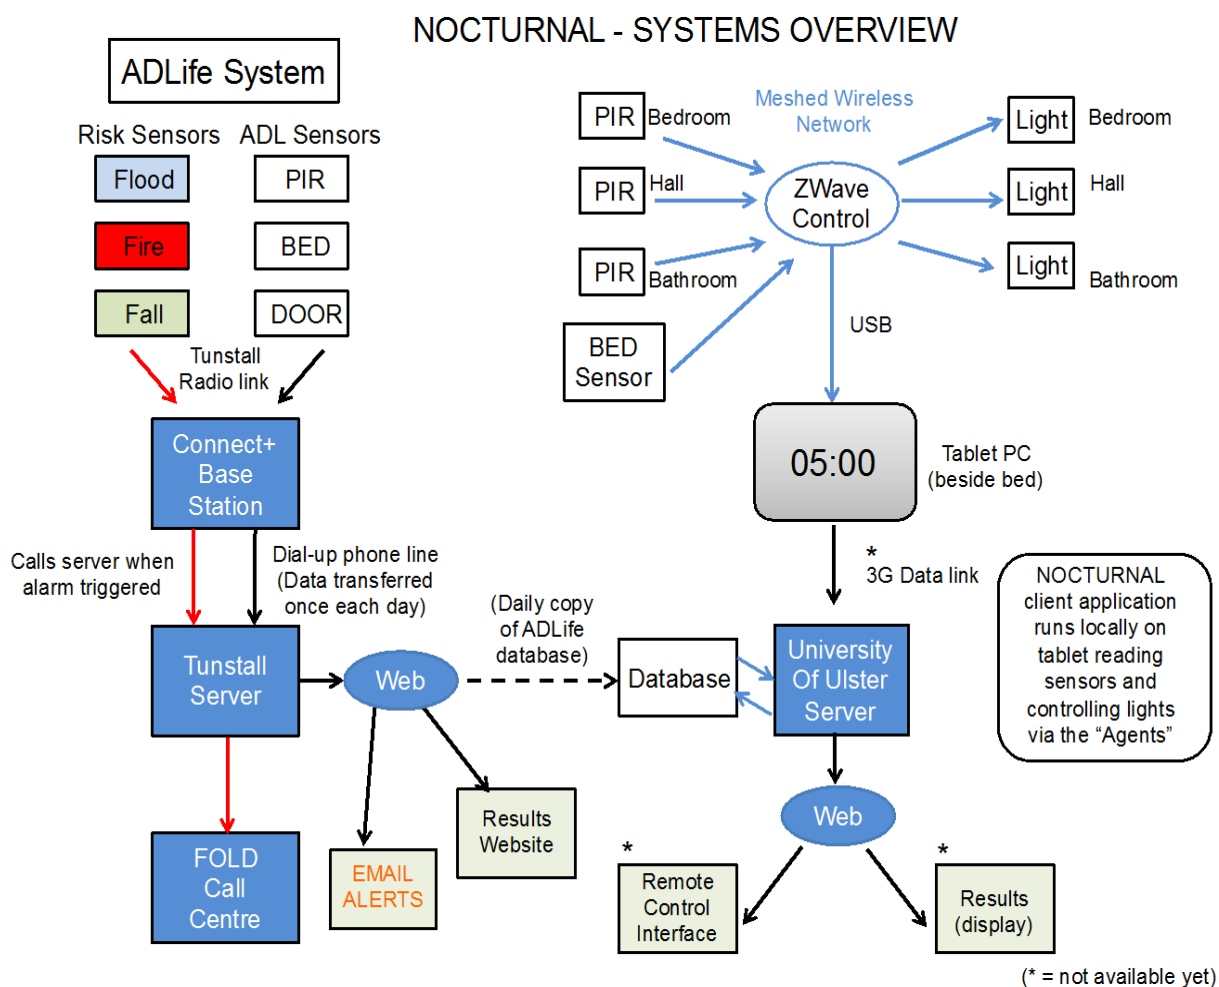 NOCTURNAL - SYSTEMS OVERVIEW
ADLife System
Risk Sensors
ADL Sensors
Flood
PIR
Fire
BED
Fall
DOOR
Tunstall
Radio link
Connect+
Base
Station
Calls server when
alarm triggered
Dial-up phone line
(Data transferred
once each day)
Tunstall
Server
Web
(Daily copy
of ADLife
database)
FOLD
Call
Centre
EMAIL
ALERTS
Results
Website
Meshed Wireless
Network
PIR
Bedroom
PIR
Hall
PIR
Bathroom
BED
Sensor
ZWave
Control
Light
Bedroom
Light
Hall
Light
Bathroom
USB
05:00
Tablet PC
(beside bed)
*
3G Data link
Database
University
Of Ulster
Server
NOCTURNAL
client application
runs locally on
tablet reading
sensors and
controlling lights
via the “Agents”
Web
*
Remote
Control
Interface
*
Results
(display)
(* = not available yet)